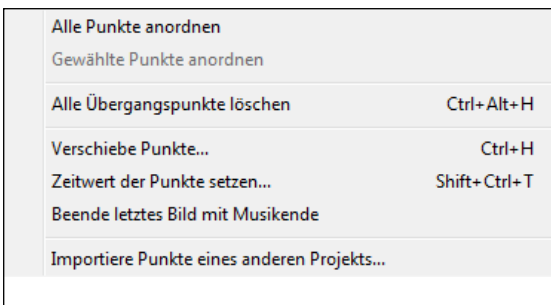 Alle Punkte anordnen
Gewählte Punkte anordnen
Alle Übergangspunkte löschen Ctrl+Alt+H
Verschiebe Punkte... Ctrl+H
Zeitwert der Punkte setzen... Shift+Ctrl+T
Beende letztes Bild mit Musikende
Importiere Punkte eines anderen Projekts...